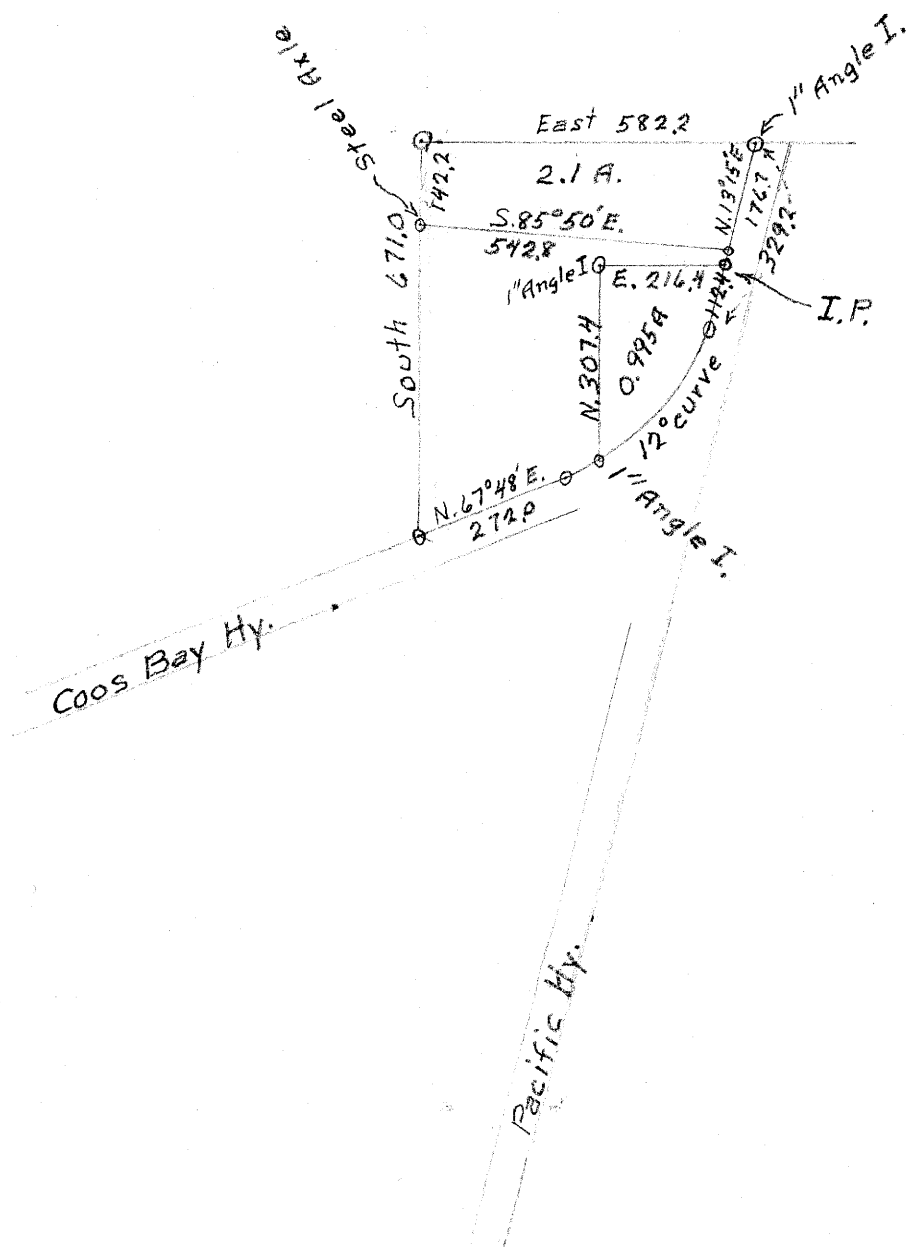 Steel Axle
1" Angle I.
East 582.2
142.2
2.1 A.
N.13°15'E
176.7
329.2
S.85°50'E.
542.8
South 671.0
1" Angle I
E. 216.4
112.4
I.P.
N.307.4
0.995A
12° curve
N.67°48'E.
272.0
1" Angle I.
Coos Bay Hy.
Pacific Hy.